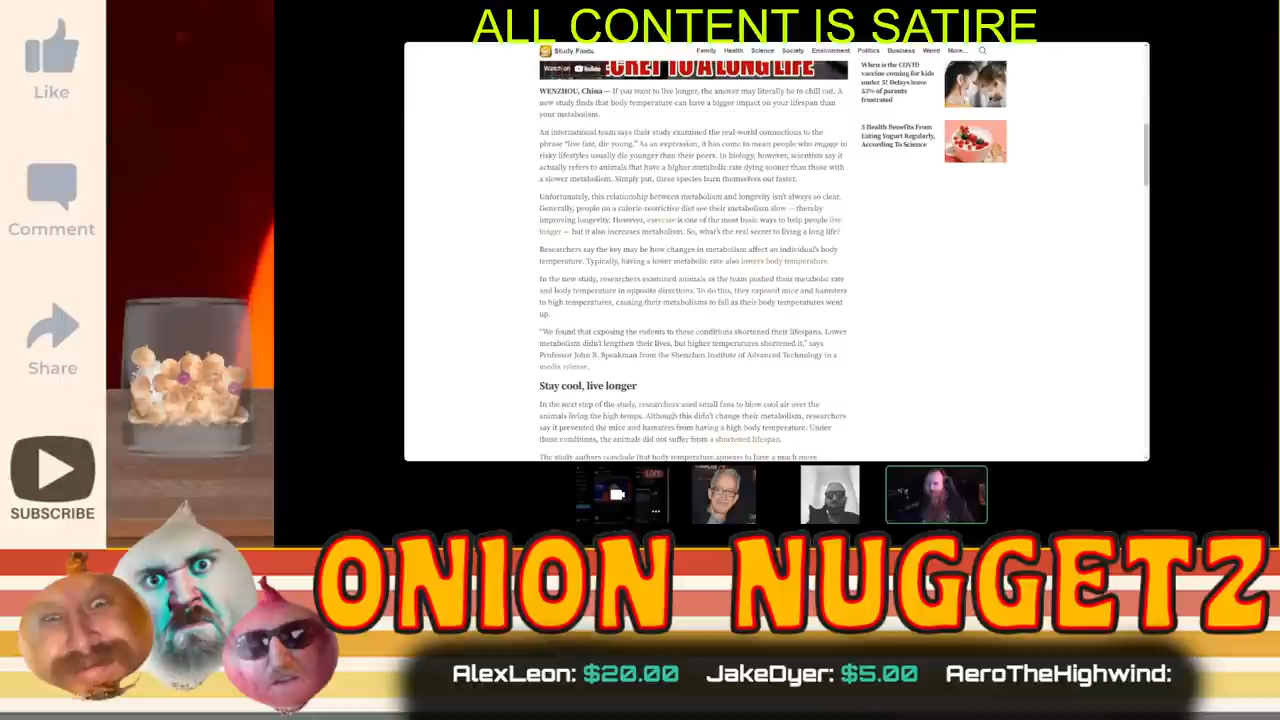 ALL CONTENT IS SATIRE
Study Finds
Family Health Science Society Environment Politics Business Weird More...
Watch on YouTube
SECRET TO A LONG LIFE
WENZHOU, China — If you want to live longer, the answer may literally be to chill out. A
new study finds that body temperature can have a bigger impact on your lifespan than
your metabolism.
An international team says their study examined the real-world connections to the
phrase “live fast, die young.” As an expression, it has come to mean people who engage in
risky lifestyles usually die younger than their peers. In biology, however, scientists say it
actually refers to animals that have a higher metabolic rate dying sooner than those with
a slower metabolism. Simply put, these species burn themselves out faster.
Unfortunately, this relationship between metabolism and longevity isn’t always so clear.
Generally, people on a calorie-restrictive diet see their metabolism slow — thereby
improving longevity. However, exercise is one of the most basic ways to help people live
longer — but it also increases metabolism. So, what’s the real secret to living a long life?
Researchers say the key may be how changes in metabolism affect an individual’s body
temperature. Typically, having a lower metabolic rate also lowers body temperature.
In the new study, researchers examined animals as the team pushed their metabolic rate
and body temperature in opposite directions. To do this, they exposed mice and hamsters
to high temperatures, causing their metabolisms to fall as their body temperatures went
up.
“We found that exposing the rodents to these conditions shortened their lifespans. Lower
metabolism didn’t lengthen their lives, but higher temperatures shortened it,” says
Professor John R. Speakman from the Shenzhen Institute of Advanced Technology in a
media release.
Stay cool, live longer
In the next step of the study, researchers used small fans to blow cool air over the
animals living the high temps. Although this didn’t change their metabolism, researchers
say it prevented the mice and hamsters from having a high body temperature. Under
these conditions, the animals did not suffer from a shortened lifespan.
The study authors conclude that body temperature appears to have a much more
When is the COVID
vaccine coming for kids
under 5? Delays leave
53% of parents
frustrated
3 Health Benefits From
Eating Yogurt Regularly,
According To Science
Like
Comment
Share
SUBSCRIBE
LIVE
ONION NUGGETZ
AlexLeon: $20.00 JakeDyer: $5.00 AeroTheHighwind: